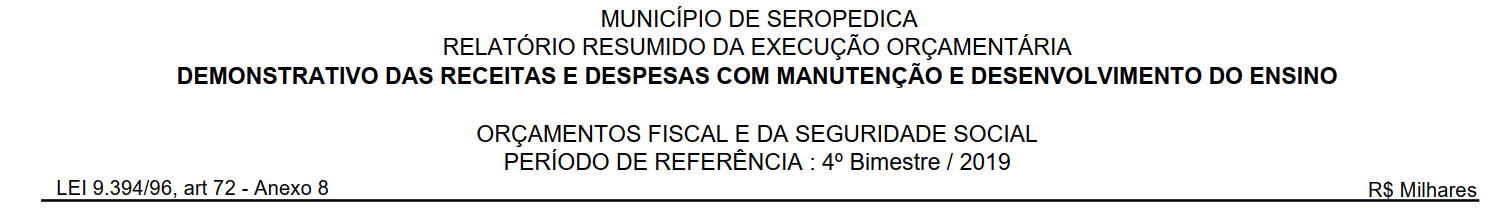 MUNICÍPIO DE SEROPEDICA
RELATÓRIO RESUMIDO DA EXECUÇÃO ORÇAMENTÁRIA
DEMONSTRATIVO DAS RECEITAS E DESPESAS COM MANUTENÇÃO E DESENVOLVIMENTO DO ENSINO
ORÇAMENTOS FISCAL E DA SEGURIDADE SOCIAL
PERÍODO DE REFERÊNCIA : 4º Bimestre / 2019
LEI 9.394/96, art 72 - Anexo 8 R$ Milhares